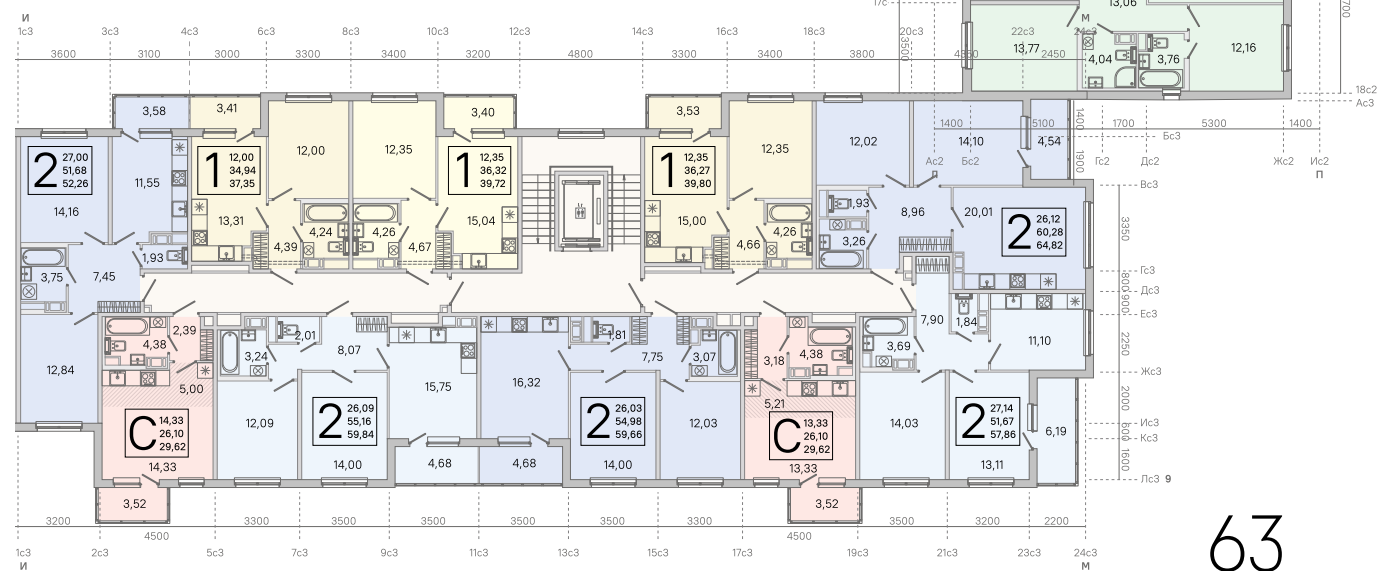 И
1с3 3с3 4с3 6с3 8с3 10с3 12с3 14с3 16с3 18с3 20с3 22с3 М 24с3
3600 3100 3000 3400 3200 4800 3300 3400 3800 2450
17с 3500 13,06 1700
13,77 4,04 3,76 12,16
18с2
Ас3
3,58 3,41 3,40 3,53
1400 5100 1700 5300 1400
1400 1900
Бс3
Ас2 Бс2 Гс2 Дс2 Жс2 Ис2
П
12,00 12,35 12,35 12,02 14,10 4,54
2 27,00 51,68 52,26
11,55
1 12,00 34,94 37,35
1 12,35 36,32 39,72
1 12,35 36,27 39,80
14,16 13,31 4,39 4,24 4,26 4,67 15,04 15,00 4,66 4,26
1,93 3,26 8,96 20,01
2 26,12 60,28 64,82
Вс3
3350
3,75 7,45 1,93
Гс3
800
Дс3
900
Ес3
12,84 4,38 2,39 5,00
3,24 2,01 8,07 15,75
16,32 1,81 7,75 3,07
3,18 4,38 5,21
3,69 7,90 1,84 11,10
2250
Жс3
С 14,33 26,10 29,62
14,33
12,09
2 26,09 55,16 59,84
14,00
2 26,03 54,98 59,66
14,00
12,03
С 13,33 26,10 29,62
13,33
14,03
2 27,14 51,67 57,86
13,11
6,19
2000
Ис3
600
Кс3
1600
Лс3 9
4,68 4,68
3,52 3,52
3200 4500 3300 3500 3500 3500 3500 3300 4500 3500 3200 2200
1с3 2с3 5с3 7с3 9с3 11с3 13с3 15с3 17с3 19с3 21с3 23с3 24с3
И М
63